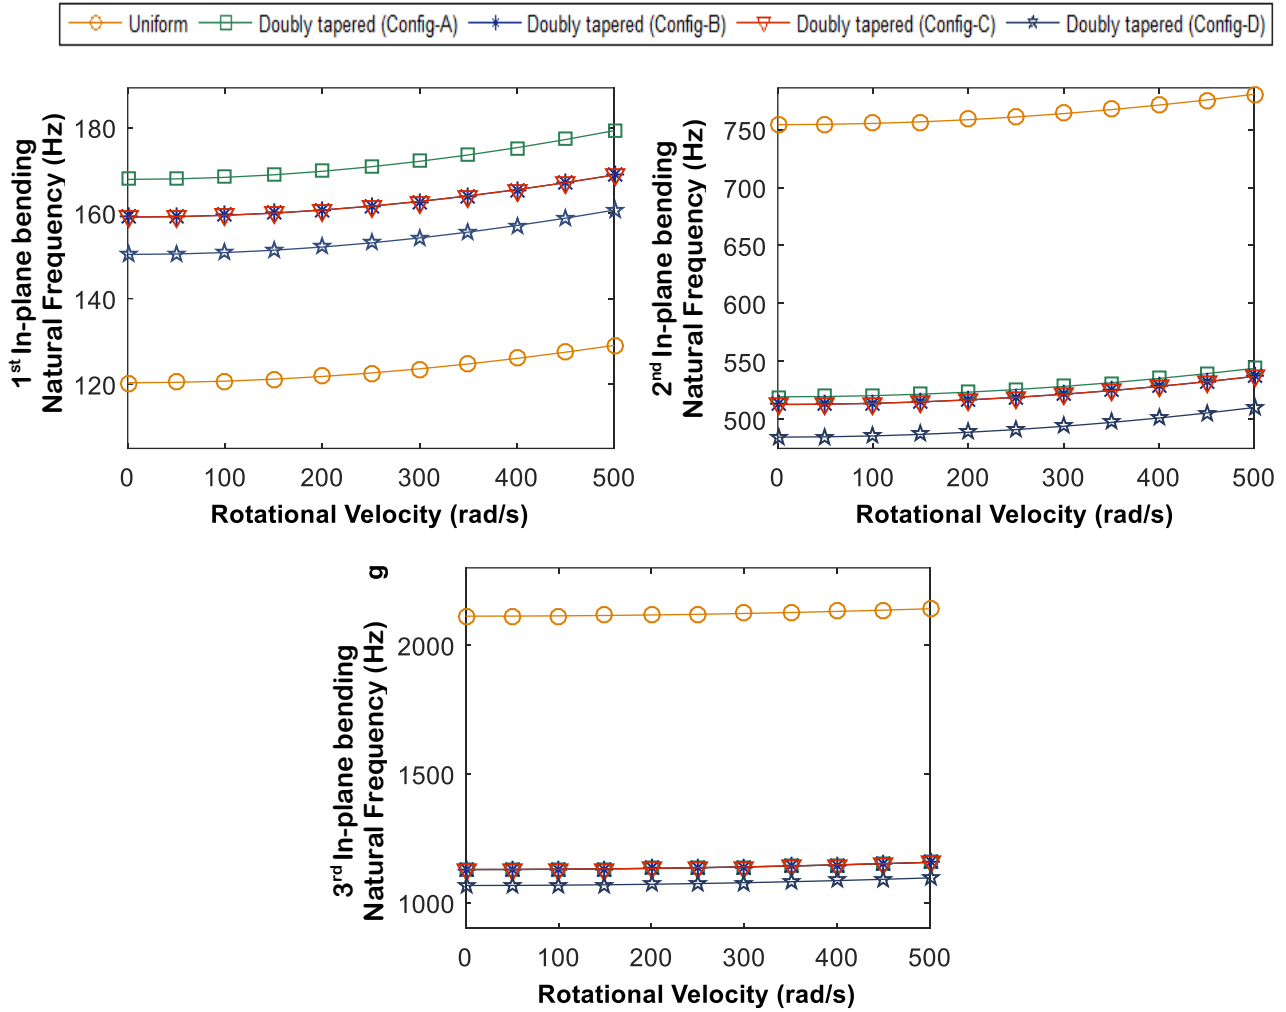 Uniform Doubly tapered (Config-A) Doubly tapered (Config-B) Doubly tapered (Config-C) Doubly tapered (Config-D)
1st In-plane bending
Natural Frequency (Hz)
180
160
140
120
0 100 200 300 400 500
Rotational Velocity (rad/s)
2nd In-plane bending
Natural Frequency (Hz)
750
700
650
600
550
500
0 100 200 300 400 500
Rotational Velocity (rad/s)
g
3rd In-plane bending
Natural Frequency (Hz)
2000
1500
1000
0 100 200 300 400 500
Rotational Velocity (rad/s)